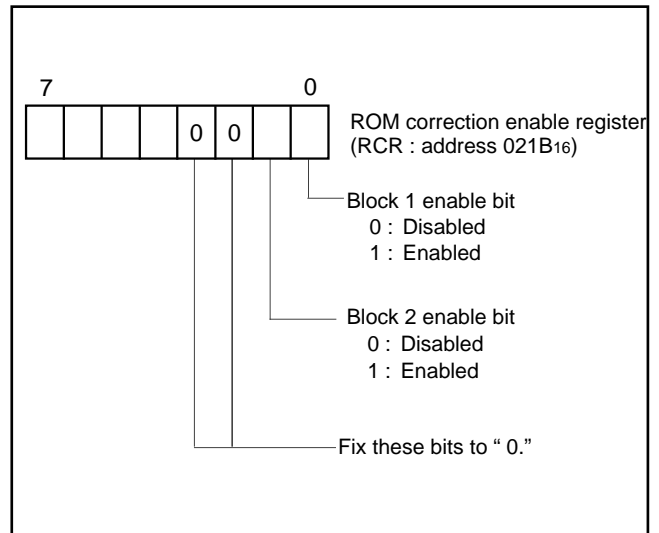 7 0
0 0
ROM correction enable register
(RCR : address 021B16)
Block 1 enable bit
0 : Disabled
1 : Enabled
Block 2 enable bit
0 : Disabled
1 : Enabled
Fix these bits to “ 0.”